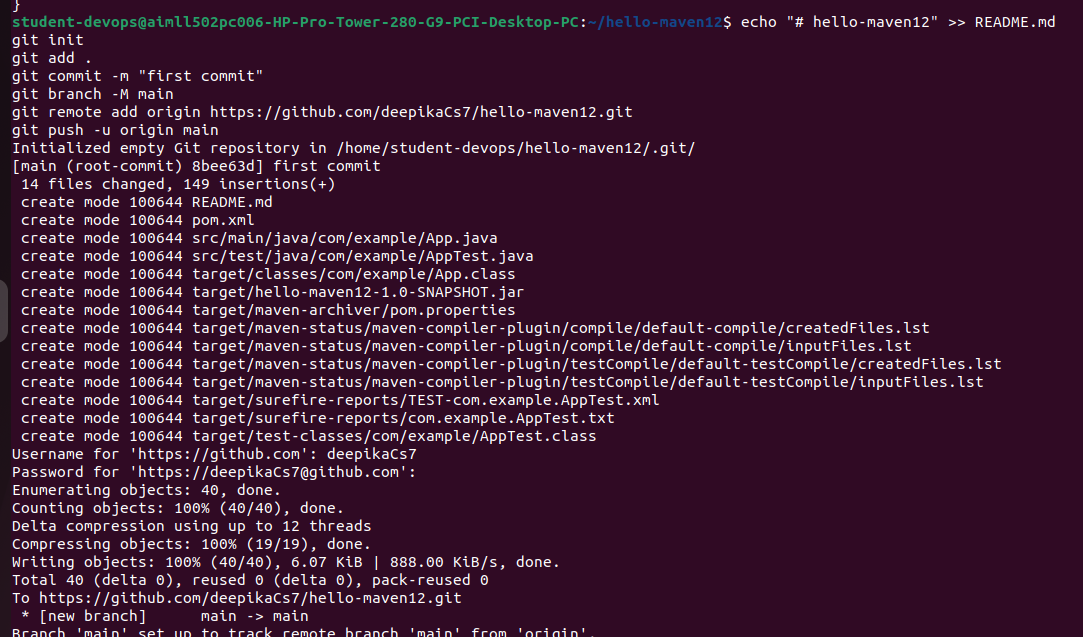 }
student-devops@aimll502pc006-HP-Pro-Tower-280-G9-PCI-Desktop-PC:~/hello-maven12$ echo "# hello-maven12" >> README.md
git init
git add .
git commit -m "first commit"
git branch -M main
git remote add origin https://github.com/deepikaCs7/hello-maven12.git
git push -u origin main
Initialized empty Git repository in /home/student-devops/hello-maven12/.git/
[main (root-commit) 8bee63d] first commit
 14 files changed, 149 insertions(+)
 create mode 100644 README.md
 create mode 100644 pom.xml
 create mode 100644 src/main/java/com/example/App.java
 create mode 100644 src/test/java/com/example/AppTest.java
 create mode 100644 target/classes/com/example/App.class
 create mode 100644 target/hello-maven12-1.0-SNAPSHOT.jar
 create mode 100644 target/maven-archiver/pom.properties
 create mode 100644 target/maven-status/maven-compiler-plugin/compile/default-compile/createdFiles.lst
 create mode 100644 target/maven-status/maven-compiler-plugin/compile/default-compile/inputFiles.lst
 create mode 100644 target/maven-status/maven-compiler-plugin/testCompile/default-testCompile/createdFiles.lst
 create mode 100644 target/maven-status/maven-compiler-plugin/testCompile/default-testCompile/inputFiles.lst
 create mode 100644 target/surefire-reports/TEST-com.example.AppTest.xml
 create mode 100644 target/surefire-reports/com.example.AppTest.txt
 create mode 100644 target/test-classes/com/example/AppTest.class
Username for 'https://github.com': deepikaCs7
Password for 'https://deepikaCs7@github.com':
Enumerating objects: 40, done.
Counting objects: 100% (40/40), done.
Delta compression using up to 12 threads
Compressing objects: 100% (19/19), done.
Writing objects: 100% (40/40), 6.07 KiB | 888.00 KiB/s, done.
Total 40 (delta 0), reused 0 (delta 0), pack-reused 0
To https://github.com/deepikaCs7/hello-maven12.git
 * [new branch]      main -> main
Branch 'main' set up to track remote branch 'main' from 'origin'.